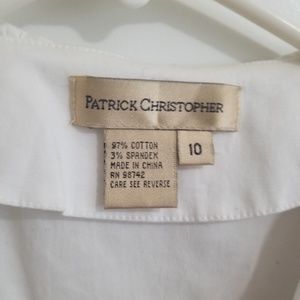 PATRICK CHRISTOPHER
97% COTTON
3% SPANDEX
MADE IN CHINA
RN 98742
CARE SEE REVERSE
10